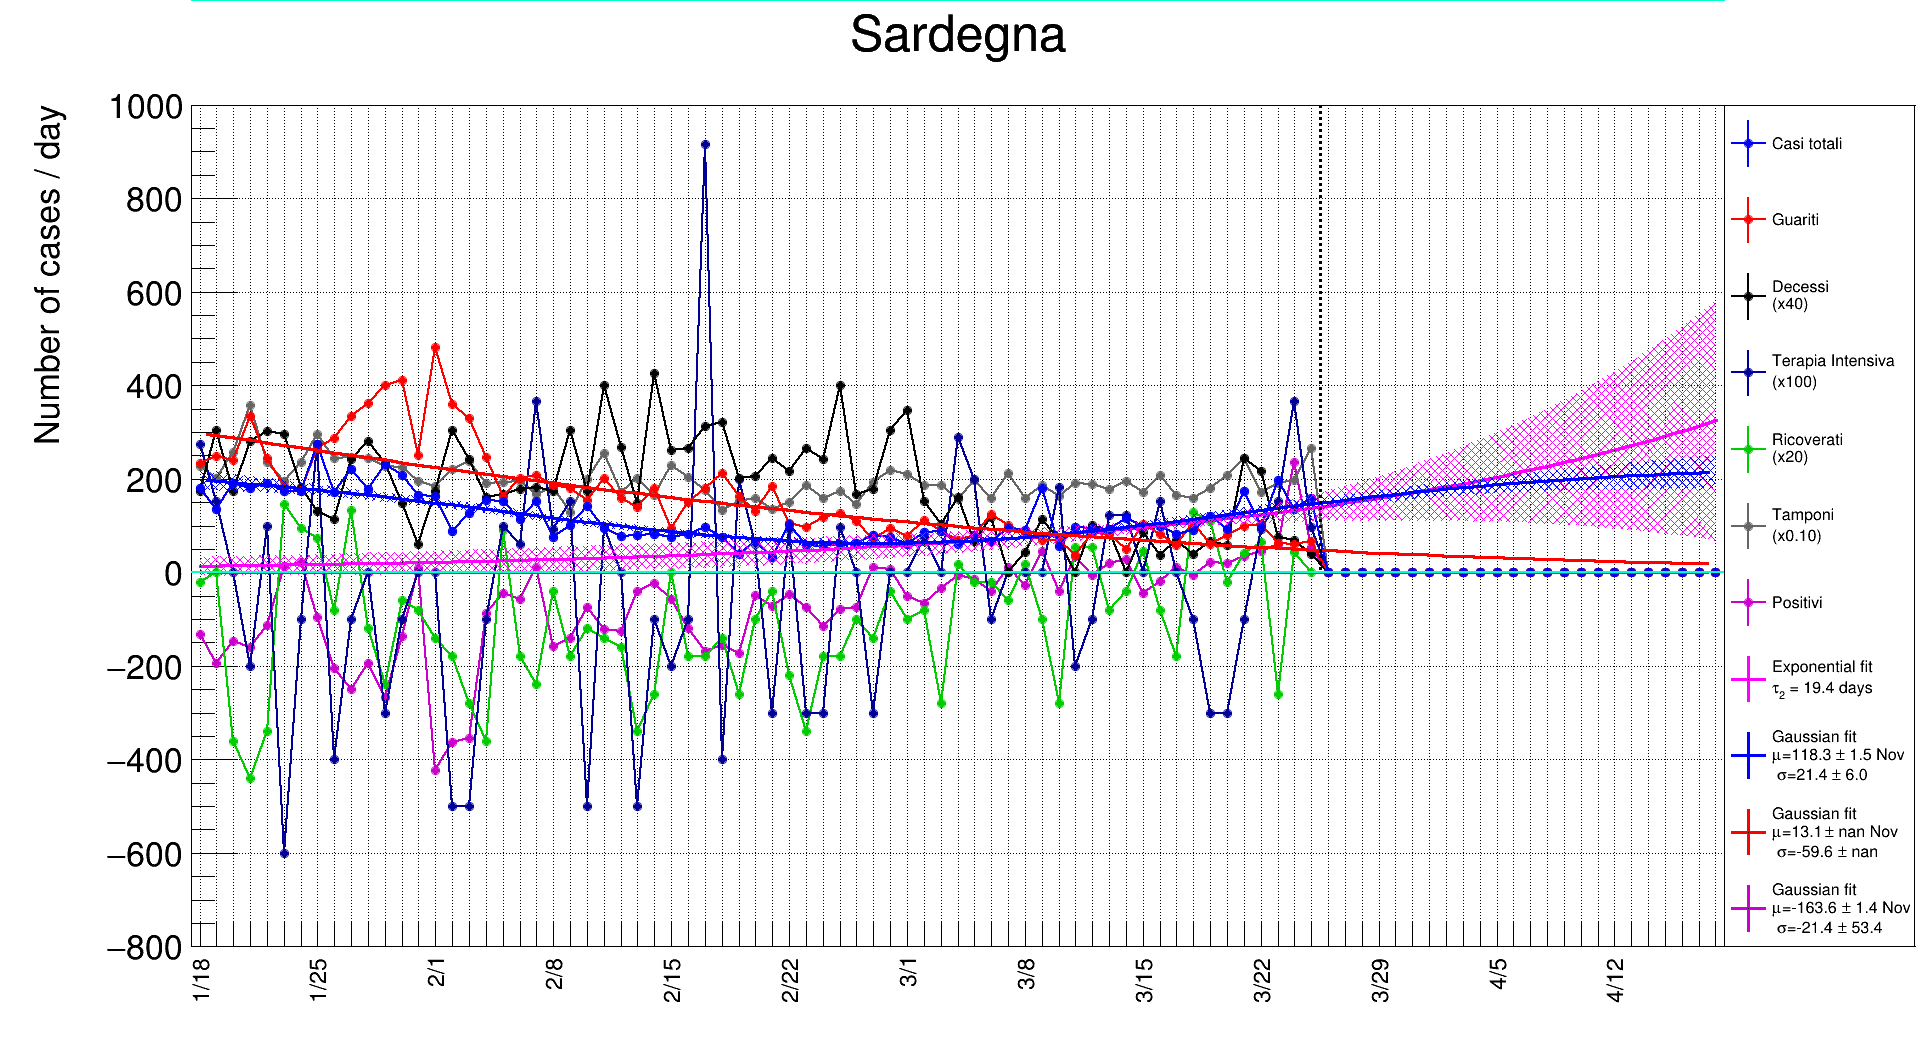 Sardegna
Number of cases / day
1000
800
600
400
200
0
−200
−400
−600
−800
1/18
1/25
2/1
2/8
2/15
2/22
3/1
3/8
3/15
3/22
3/29
4/5
4/12
Casi totali
Guariti
Decessi
(x40)
Terapia Intensiva
(x100)
Ricoverati
(x20)
Tamponi
(x0.10)
Positivi
Exponential fit
τ2 = 19.4 days
Gaussian fit
μ=118.3 ± 1.5 Nov
σ=21.4 ± 6.0
Gaussian fit
μ=13.1 ± nan Nov
σ=-59.6 ± nan
Gaussian fit
μ=-163.6 ± 1.4 Nov
σ=-21.4 ± 53.4